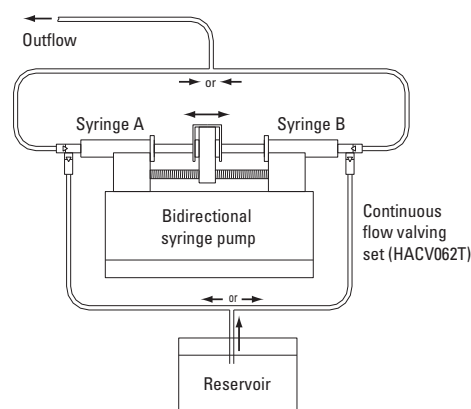 Outflow
or
Syringe A
Syringe B
Bidirectional
syringe pump
Continuous
flow valving
set (HACV062T)
or
Reservoir